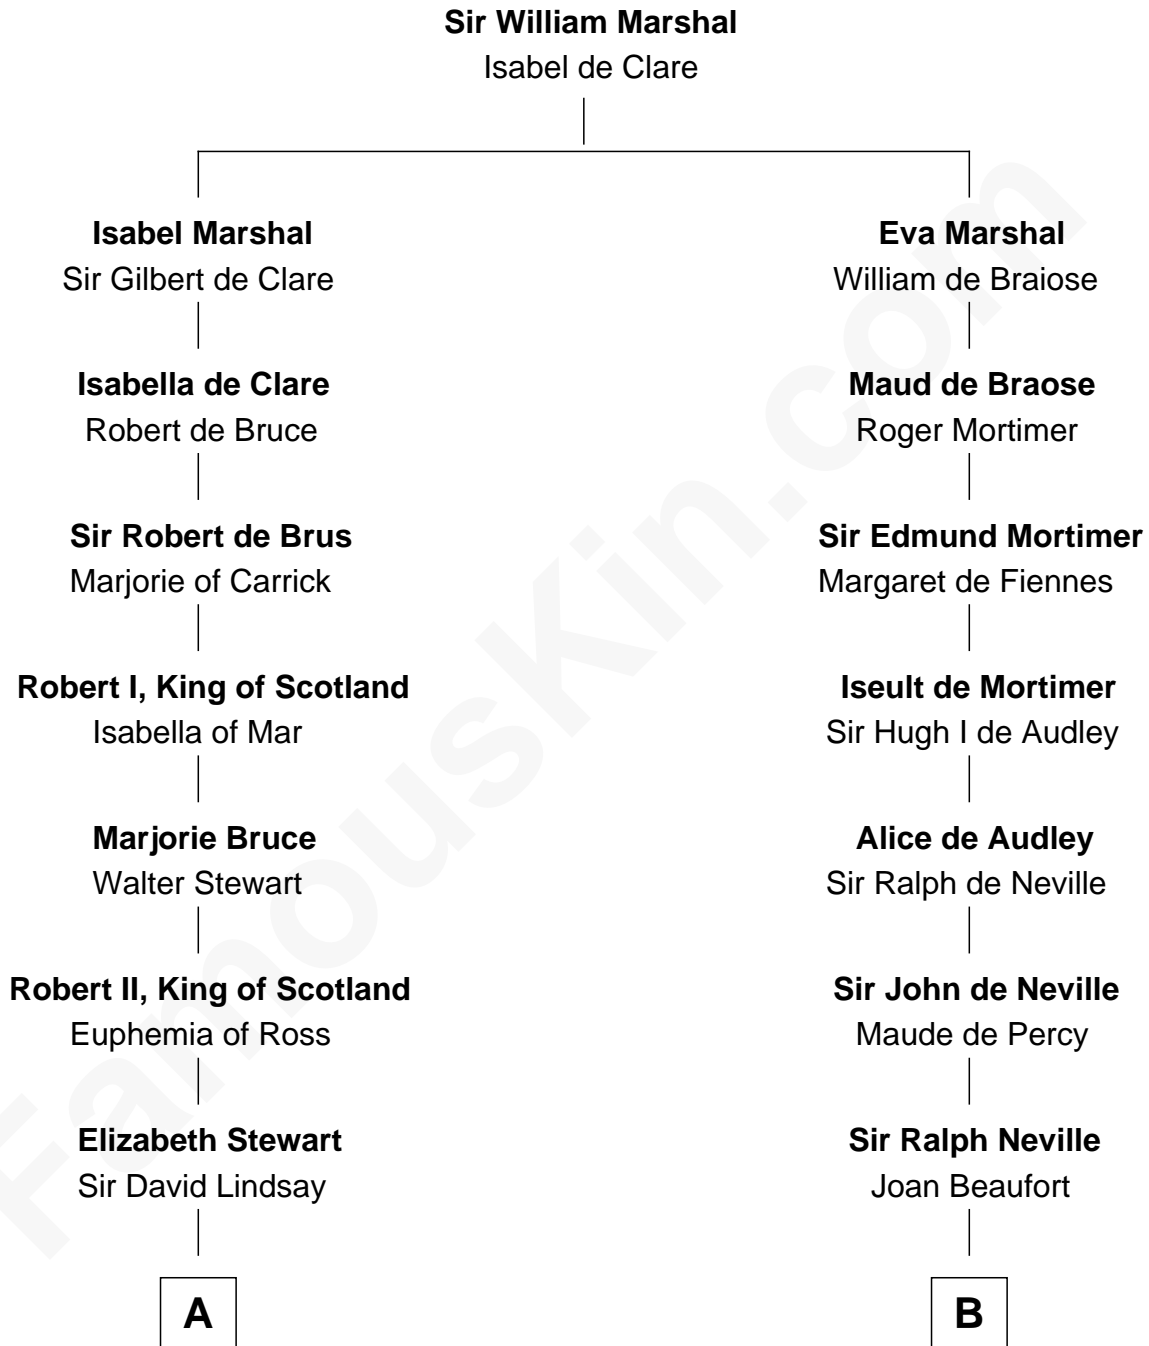 Sir William Marshal
Isabel de Clare
Isabel Marshal
Sir Gilbert de Clare
Eva Marshal
William de Braiose
Isabella de Clare
Robert de Bruce
Maud de Braose
Roger Mortimer
Sir Robert de Brus
Marjorie of Carrick
Sir Edmund Mortimer
Margaret de Fiennes
Robert I, King of Scotland
Isabella of Mar
Iseult de Mortimer
Sir Hugh I de Audley
Marjorie Bruce
Walter Stewart
Alice de Audley
Sir Ralph de Neville
Robert II, King of Scotland
Euphemia of Ross
Sir John de Neville
Maude de Percy
Elizabeth Stewart
Sir David Lindsay
Sir Ralph Neville
Joan Beaufort
A
B
FamousKin.com